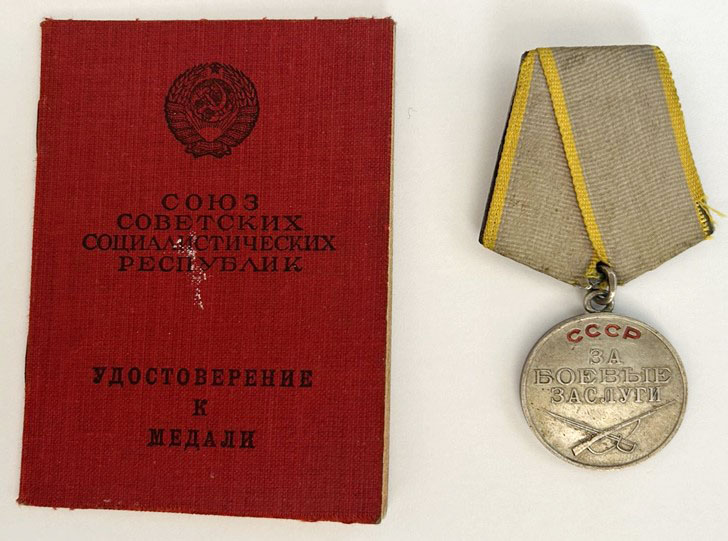 СОЮЗ
СОВЕТСКИХ
СОЦИАЛИСТИЧЕСКИХ
РЕСПУБЛИК
УДОСТОВЕРЕНИЕ
К
МЕДАЛИ
СССР
ЗА
БОЕВЫЕ
ЗАСЛУГИ